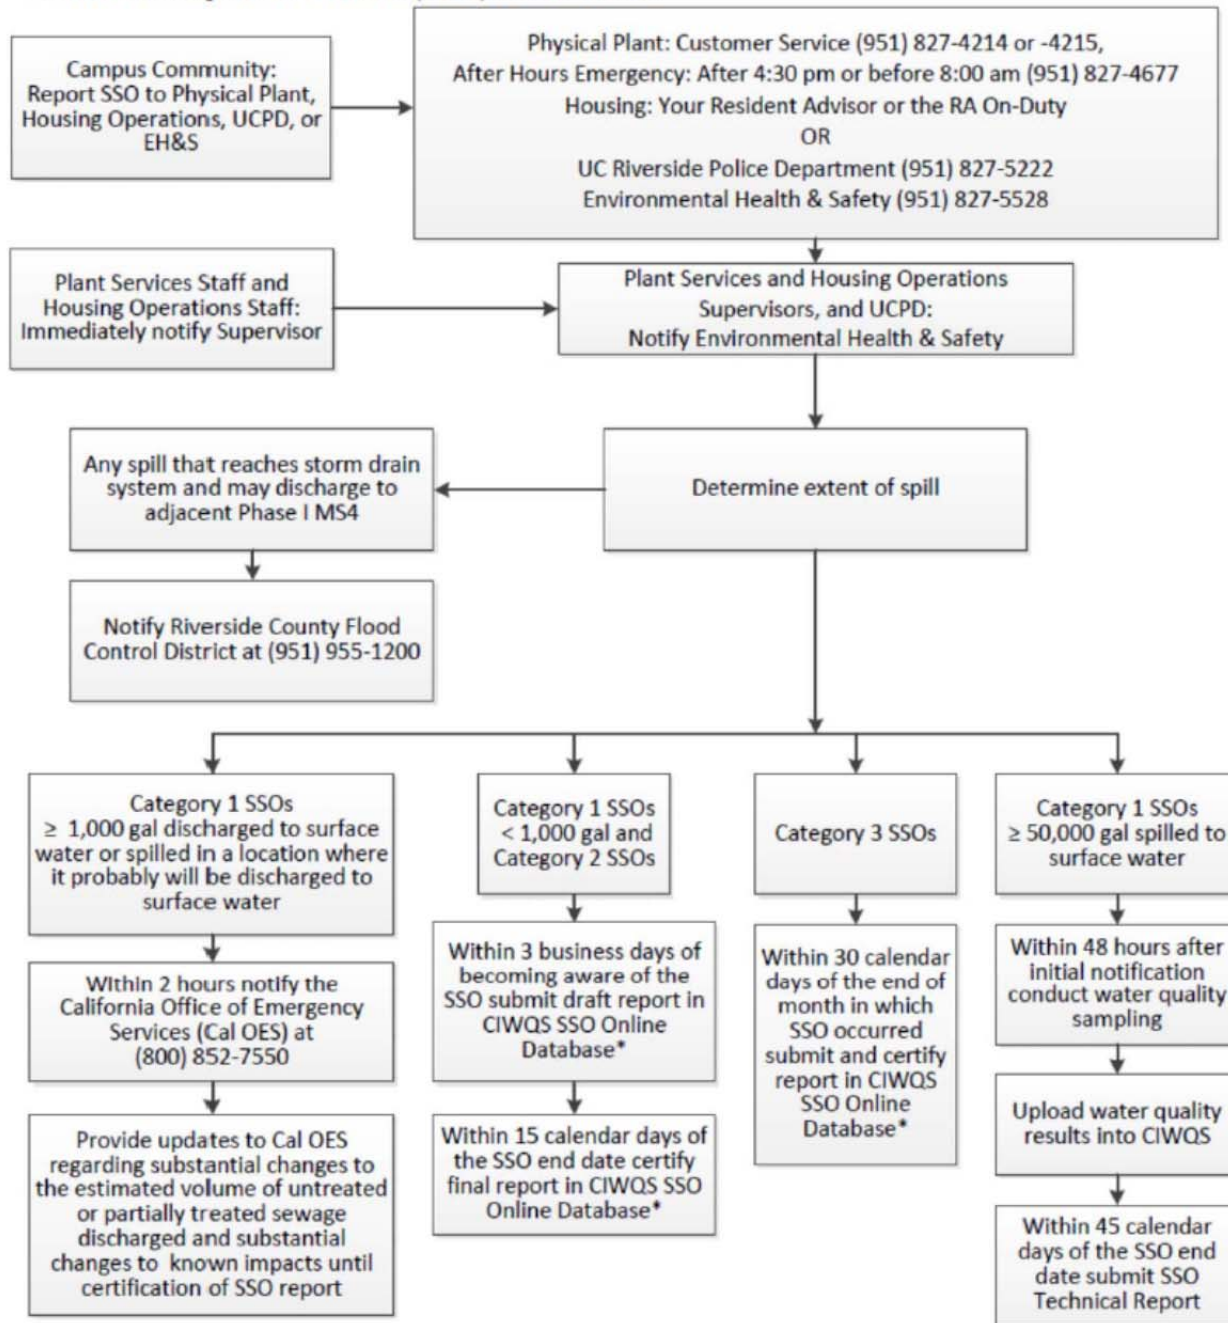 Campus Community:
Report SSO to Physical Plant,
Housing Operations, UCPD, or
EH&S
Physical Plant: Customer Service (951) 827-4214 or -4215,
After Hours Emergency: After 4:30 pm or before 8:00 am (951) 827-4677
Housing: Your Resident Advisor or the RA On-Duty
OR
UC Riverside Police Department (951) 827-5222
Environmental Health & Safety (951) 827-5528
Plant Services Staff and
Housing Operations Staff:
Immediately notify Supervisor
Plant Services and Housing Operations
Supervisors, and UCPD:
Notify Environmental Health & Safety
Any spill that reaches storm drain
system and may discharge to
adjacent Phase I MS4
Determine extent of spill
Notify Riverside County Flood
Control District at (951) 955-1200
Category 1 SSOs
≥ 1,000 gal discharged to surface
water or spilled in a location where
it probably will be discharged to
surface water
Within 2 hours notify the
California Office of Emergency
Services (Cal OES) at
(800) 852-7550
Provide updates to Cal OES
regarding substantial changes to
the estimated volume of untreated
or partially treated sewage
discharged and substantial
changes to known impacts until
certification of SSO report
Category 1 SSOs
< 1,000 gal and
Category 2 SSOs
Within 3 business days of
becoming aware of the
SSO submit draft report in
CIWQS SSO Online
Database*
Within 15 calendar days of
the SSO end date certify
final report in CIWQS SSO
Online Database*
Category 3 SSOs
Within 30 calendar
days of the end of
month in which
SSO occurred
submit and certify
report in CIWQS
SSO Online
Database*
Category 1 SSOs
≥ 50,000 gal spilled to
surface water
Within 48 hours after
initial notification
conduct water quality
sampling
Upload water quality
results into CIWQS
Within 45 calendar
days of the SSO end
date submit SSO
Technical Report